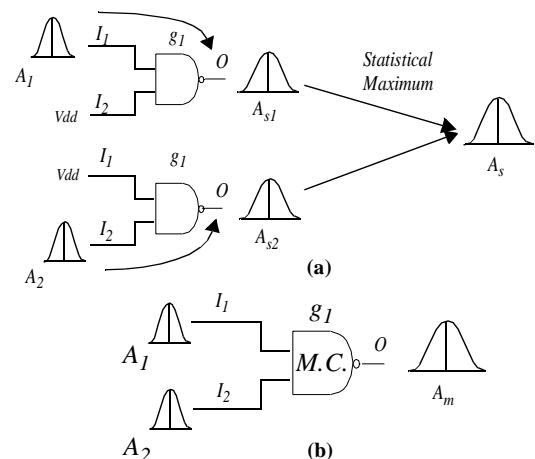 I1
g1
O
A1
Vdd
I2
As1
Statistical
Maximum
As
I1
g1
Vdd
O
I2
A2
As2
(a)
I1
g1
O
A1
M.C.
I2
Am
A2
(b)